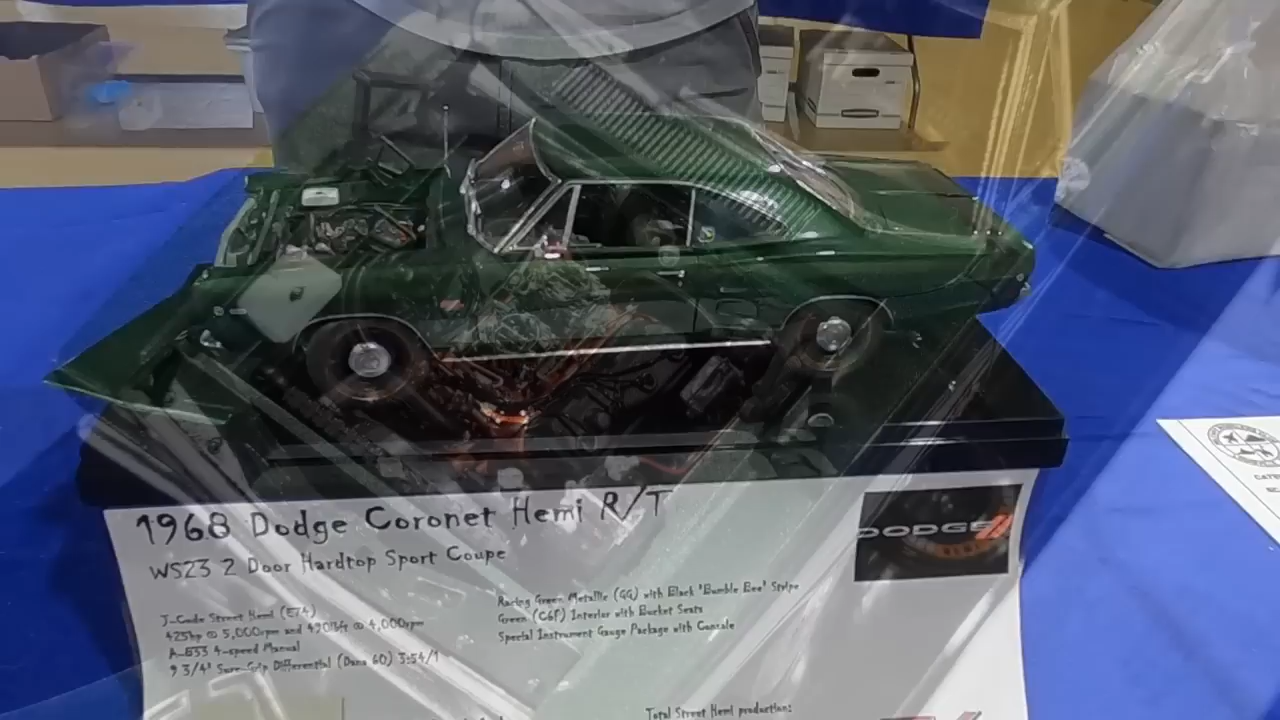 1968 Dodge Coronet Hemi R/T
WS23 2 Door Hardtop Sport Coupe
DODGE
J-Code Street Hemi (E74)
425hp @ 5,000rpm and 490lbft @ 4,000rpm
A-833 4-speed Manual
9 3/4" Sure-Grip Differential (Dana 60) 3:54/1
Racing Green Metallic (GG) with Black 'Bumble Bee' Stripe
Green (C6F) Interior with Bucket Seats
Special Instrument Gauge Package with Console
Total Street Hemi production: